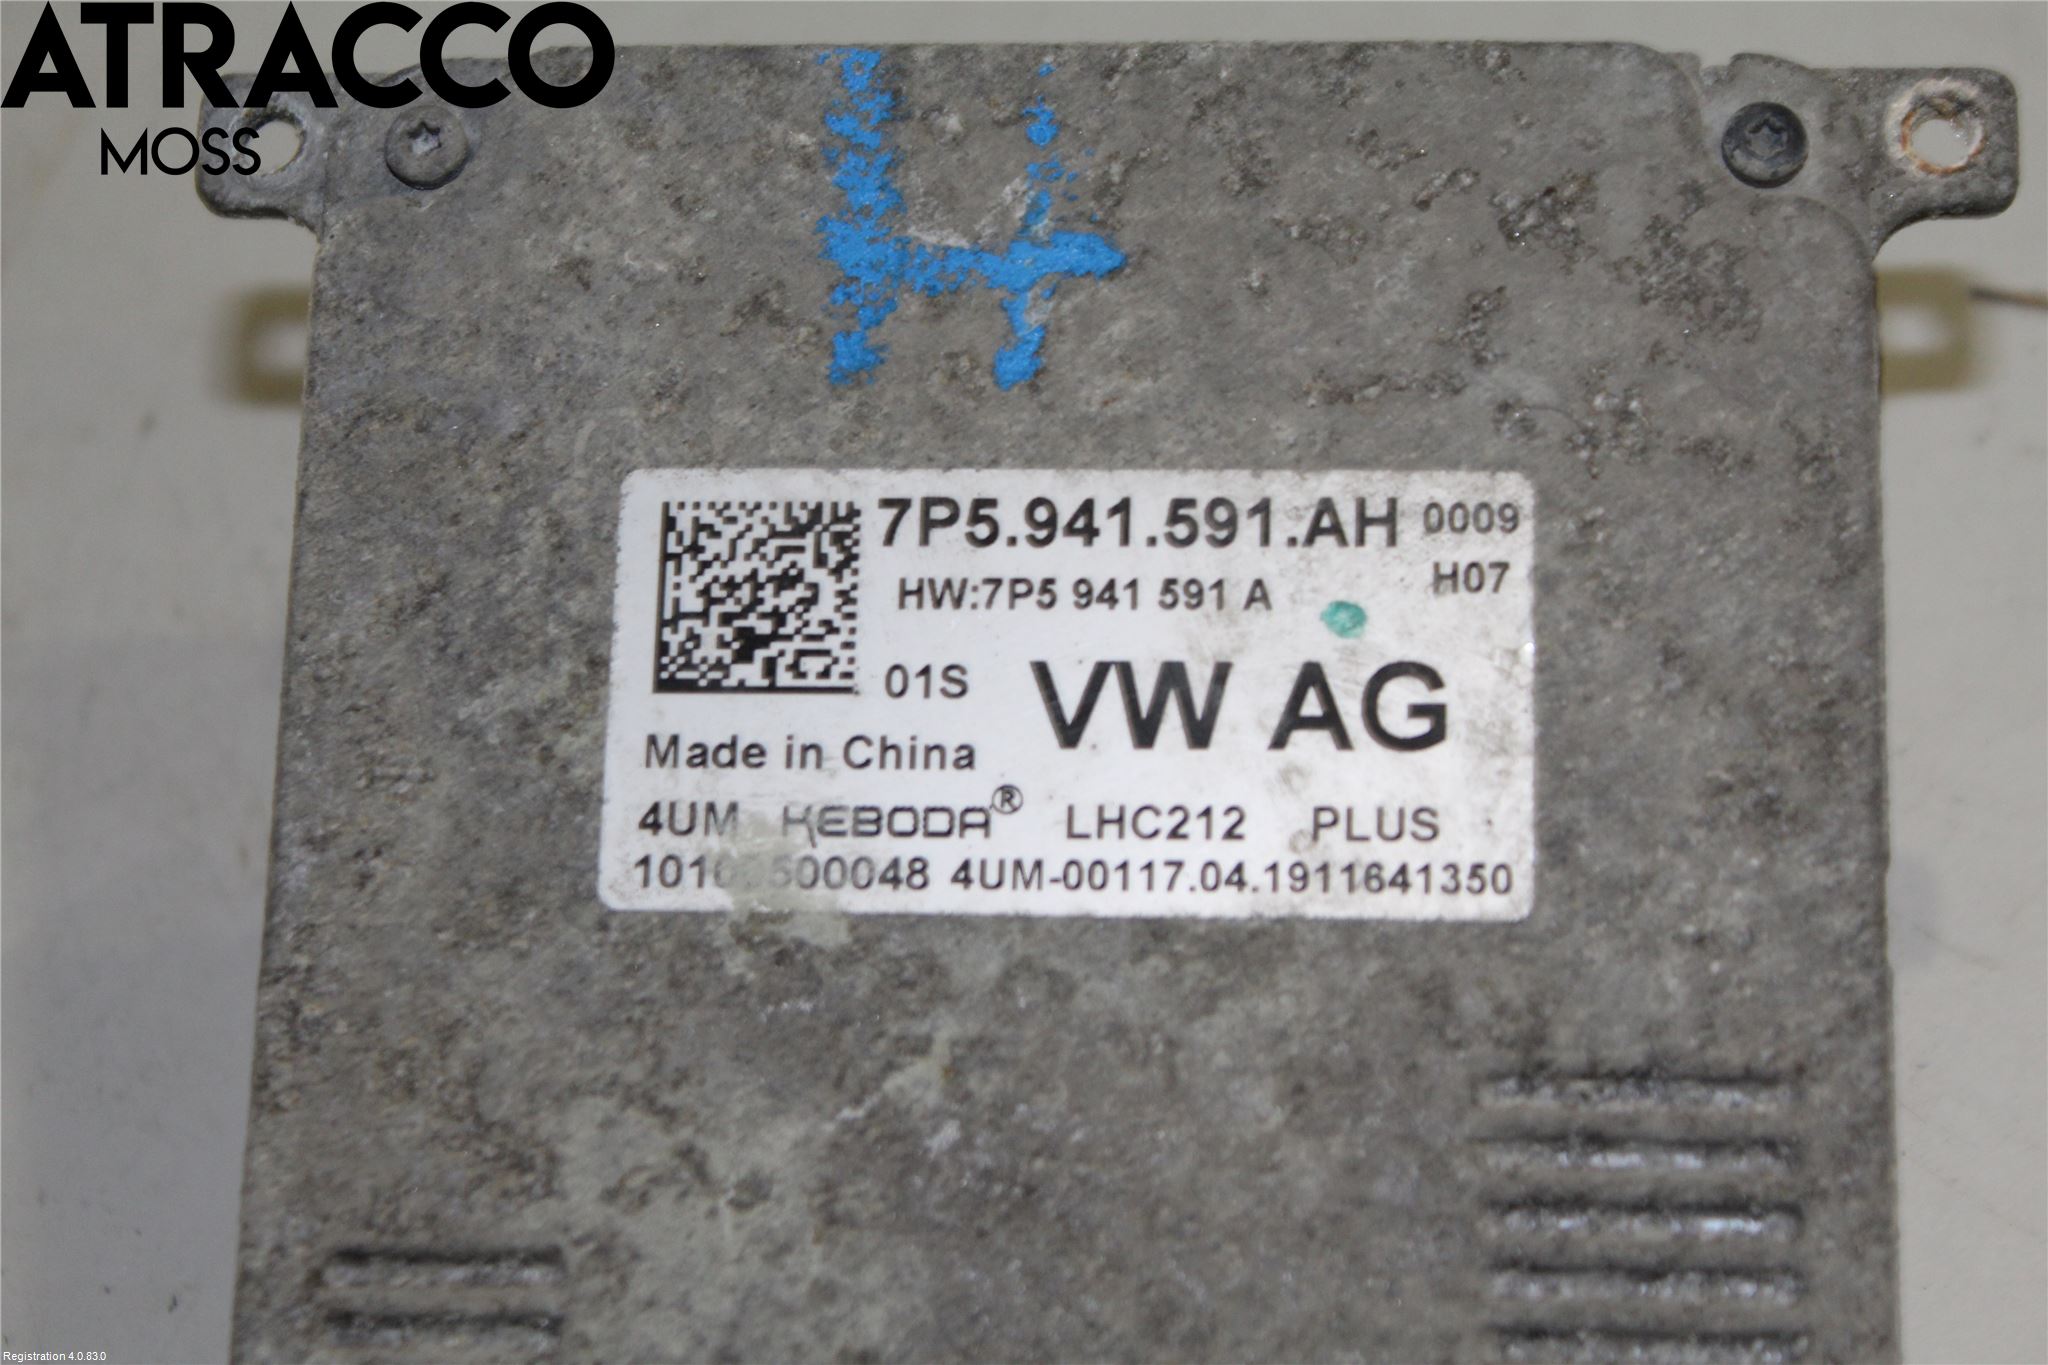 ATRACCO
MOSS
H
7P5.941.591.AH 0009
HW:7P5 941 591 A H07
01S VW AG
Made in China
4UM KEBODA® LHC212 PLUS
4UM-00117.04.1911641350
Registration 4.0.83.0